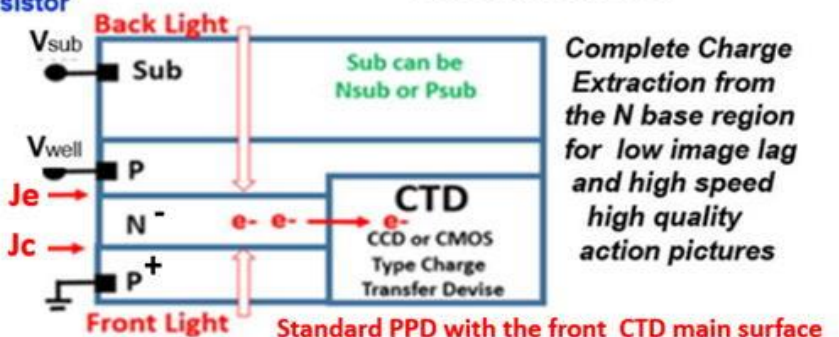 sistor
Back Light
Vsub
Sub
Sub can be
Nsub or Psub
Complete Charge
Extraction from
the N base region
for low image lag
and high speed
high quality
action pictures
Vwell
P
Je
N -
e- e- e-
Jc
P +
CTD
CCD or CMOS
Type Charge
Transfer Devise
Front Light
Standard PPD with the front CTD main surface